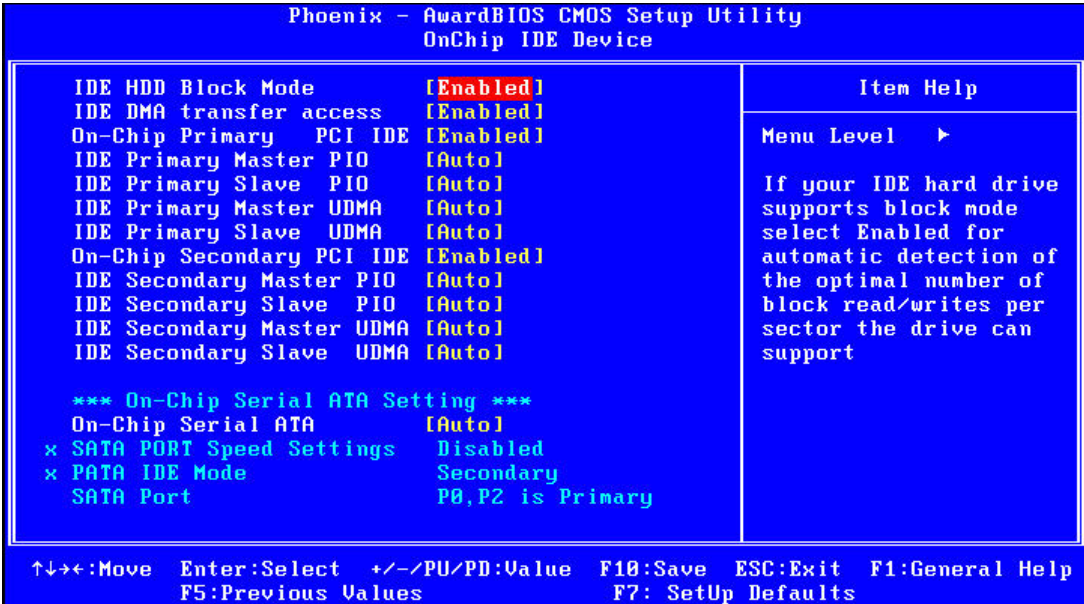 Phoenix - AwardBIOS CMOS Setup Utility
OnChip IDE Device
IDE HDD Block Mode [Enabled]
IDE DMA transfer access [Enabled]
On-Chip Primary PCI IDE [Enabled]
IDE Primary Master PIO [Auto]
IDE Primary Slave PIO [Auto]
IDE Primary Master UDMA [Auto]
IDE Primary Slave UDMA [Auto]
On-Chip Secondary PCI IDE [Enabled]
IDE Secondary Master PIO [Auto]
IDE Secondary Slave PIO [Auto]
IDE Secondary Master UDMA [Auto]
IDE Secondary Slave UDMA [Auto]
*** On-Chip Serial ATA Setting ***
On-Chip Serial ATA [Auto]
x SATA PORT Speed Settings Disabled
x PATA IDE Mode Secondary
SATA Port P0,P2 is Primary
Item Help
Menu Level ►
If your IDE hard drive
supports block mode
select Enabled for
automatic detection of
the optimal number of
block read/writes per
sector the drive can
support
↑↓→←:Move Enter:Select +/-/PU/PD:Value F10:Save ESC:Exit F1:General Help
F5:Previous Values F7: SetUp Defaults